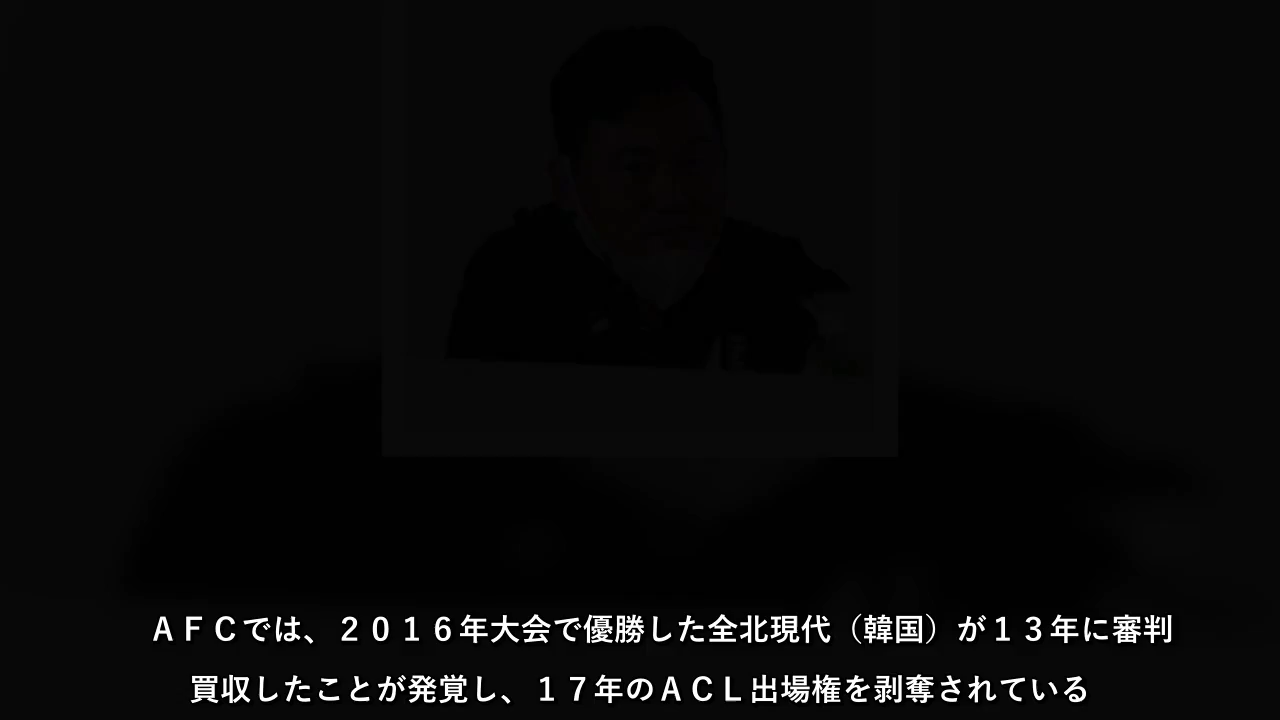 ＡＦＣでは、２０１６年大会で優勝した全北現代（韓国）が１３年に審判
買収したことが発覚し、１７年のＡＣＬ出場権を剥奪されている